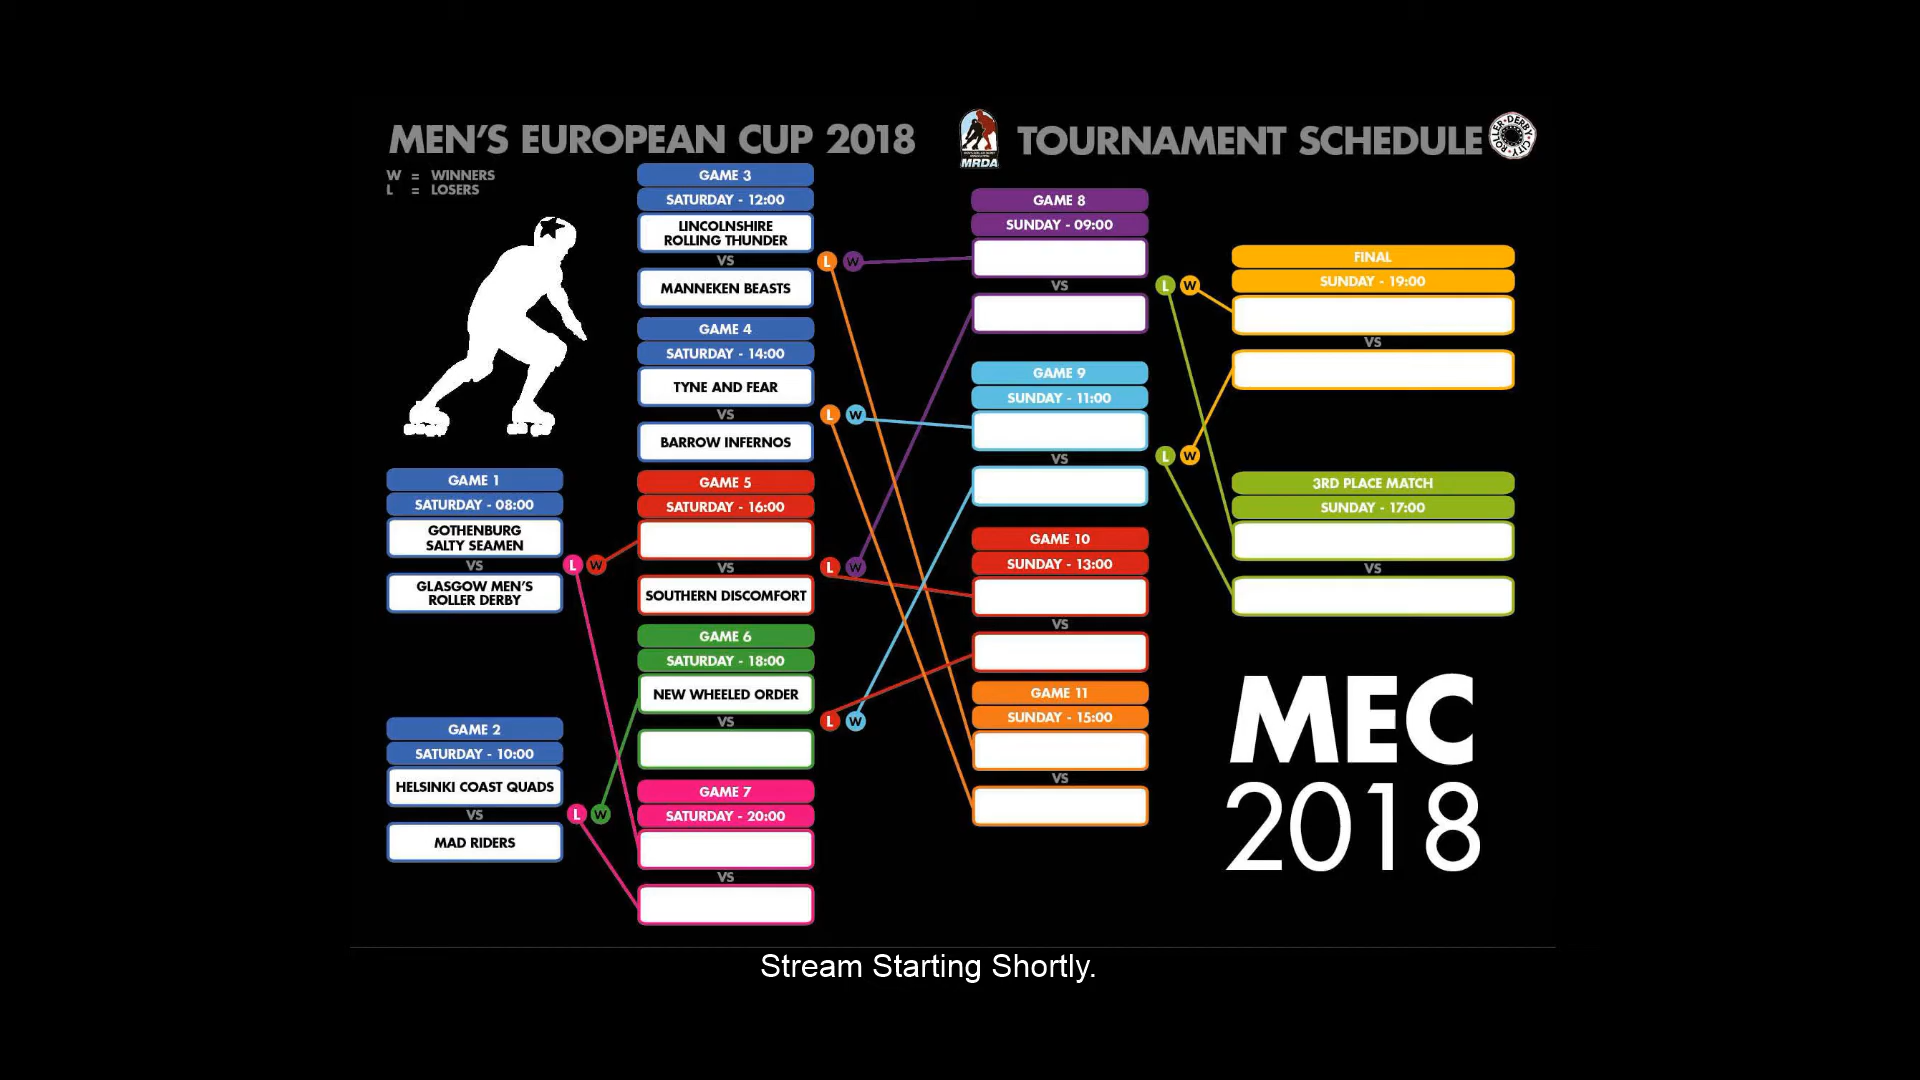 MEN'S EUROPEAN CUP 2018
MRDA
TOURNAMENT SCHEDULE
ROLLER·DERBY·CITY
W = WINNERS
L = LOSERS
GAME 1
SATURDAY - 08:00
GOTHENBURG
SALTY SEAMEN
VS
GLASGOW MEN'S
ROLLER DERBY
L W
GAME 2
SATURDAY - 10:00
HELSINKI COAST QUADS
VS
MAD RIDERS
L W
GAME 3
SATURDAY - 12:00
LINCOLNSHIRE
ROLLING THUNDER
VS
MANNEKEN BEASTS
L W
GAME 4
SATURDAY - 14:00
TYNE AND FEAR
VS
BARROW INFERNOS
L W
GAME 5
SATURDAY - 16:00
VS
SOUTHERN DISCOMFORT
L W
GAME 6
SATURDAY - 18:00
NEW WHEELED ORDER
VS
L W
GAME 7
SATURDAY - 20:00
VS
GAME 8
SUNDAY - 09:00
VS
L W
GAME 9
SUNDAY - 11:00
VS
L W
GAME 10
SUNDAY - 13:00
VS
GAME 11
SUNDAY - 15:00
VS
FINAL
SUNDAY - 19:00
VS
3RD PLACE MATCH
SUNDAY - 17:00
VS
MEC
2018
Stream Starting Shortly.